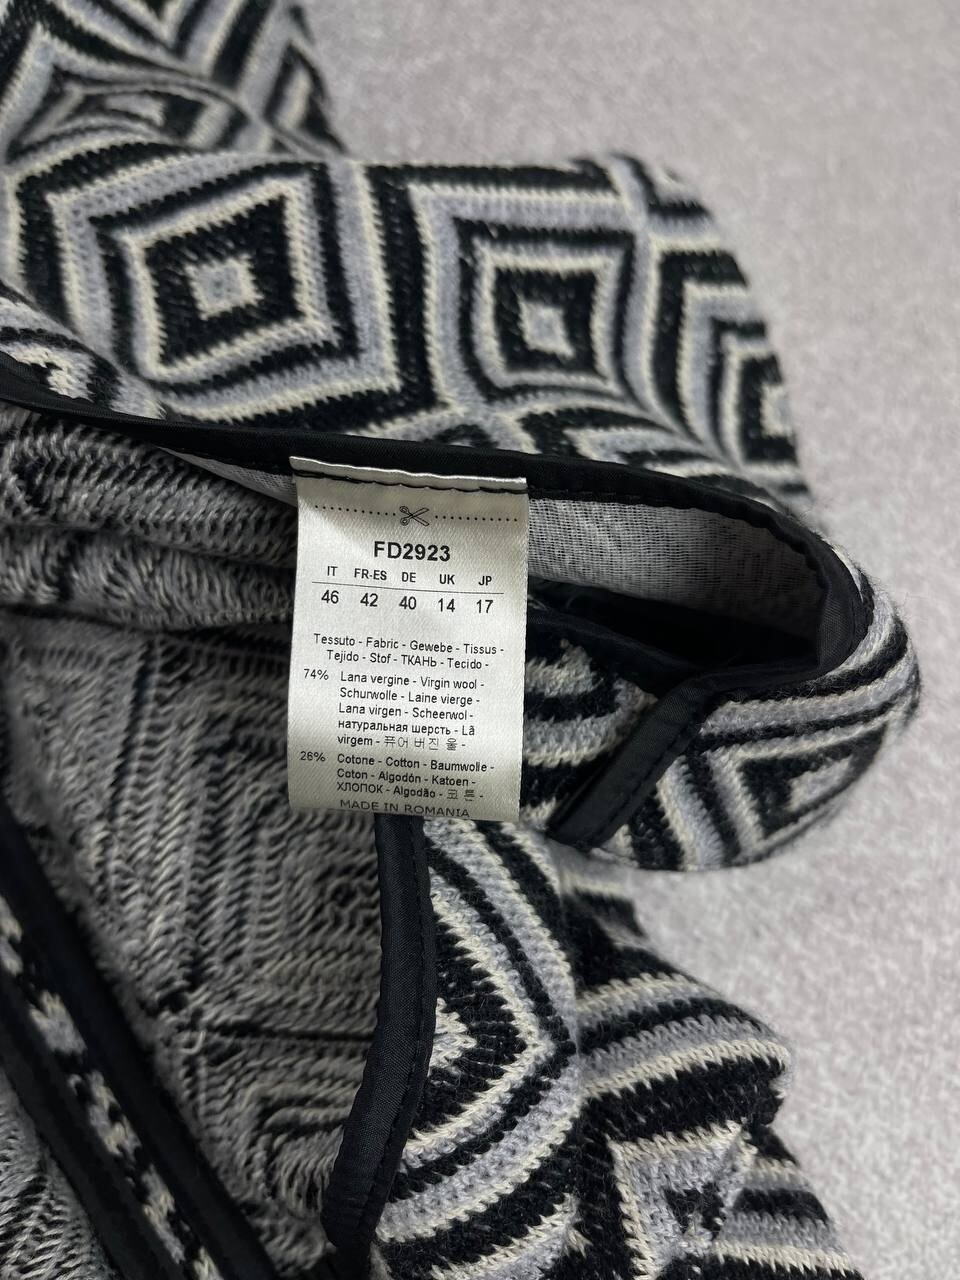 FD2923
IT FR-ES DE UK JP
46 42 40 14 17
Tessuto - Fabric - Gewebe - Tissus -
Tejido - Stof - ТКАНЬ - Tecido -
74% Lana vergine - Virgin wool -
Schurwolle - Laine vierge -
Lana virgen - Scheerwol -
натуральная шерсть - Lã
virgem - 퓨어 버진 울 -
26% Cotone - Cotton - Baumwolle -
Coton - Algodón - Katoen -
ХЛОПОК - Algodão - 코튼 -
MADE IN ROMANIA